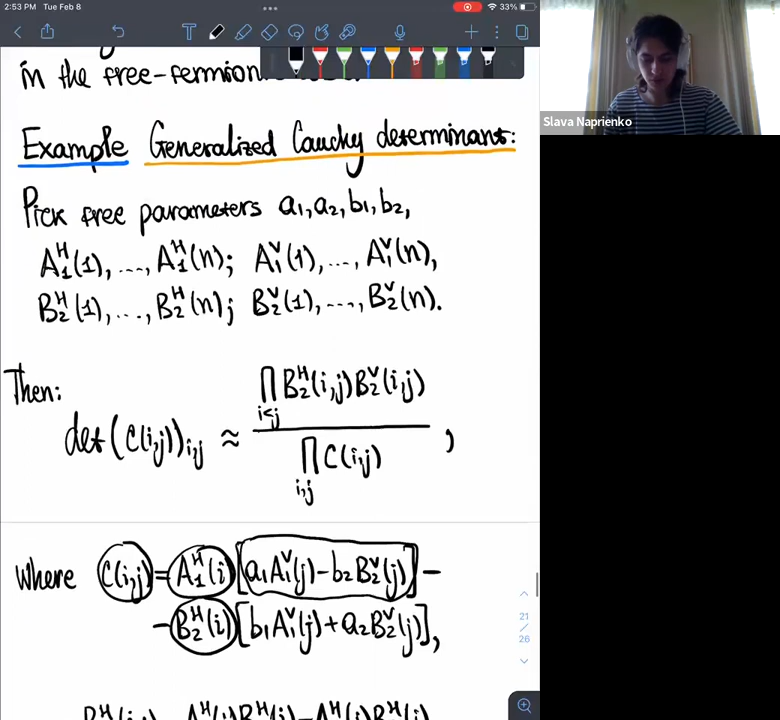 2:53 PM Tue Feb 8
33%
in the free-fermion
Example Generalized Caucky determinant:
Pick free parameters a₁, a₂, b₁, b₂,
A₁ᴴ(1), ..., A₁ᴴ(n); A₁ⱽ(1), ..., A₁ⱽ(n),
B₂ᴴ(1), ..., B₂ᴴ(n); B₂ⱽ(1), ..., B₂ⱽ(n).
Then:
det(C(i,j))ᵢ,ⱼ ≈ ∏_{i<j} B₂ᴴ(i,j)B₂ⱽ(i,j) / ∏_{i,j} C(i,j) ,
where C(i,j) = A₁ᴴ(i)[a₁A₁ⱽ(j) − b₂B₂ⱽ(j)] −
− B₂ᴴ(i)[b₁A₁ⱽ(j) + a₂B₂ⱽ(j)],
21
/
26
Slava Naprienko